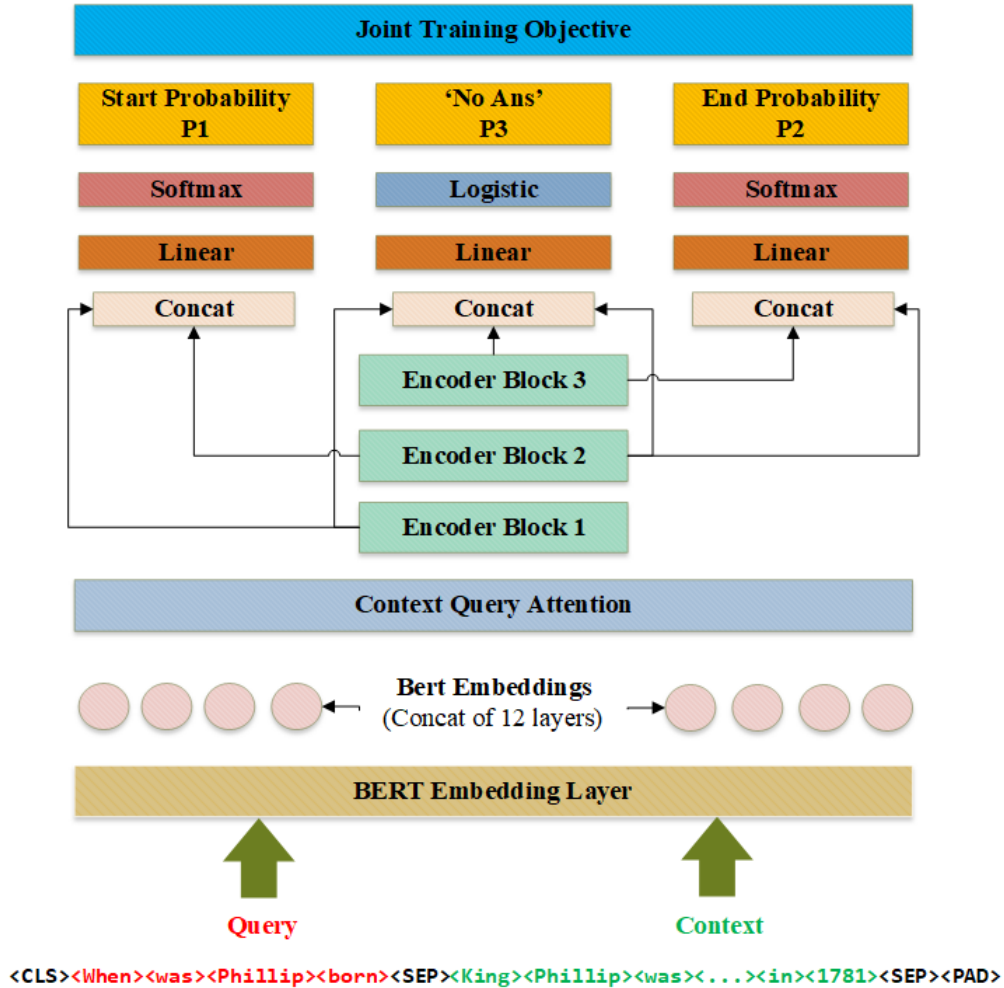 Joint Training Objective
Start Probability
P1
‘No Ans’
P3
End Probability
P2
Softmax
Logistic
Softmax
Linear
Linear
Linear
Concat
Concat
Concat
Encoder Block 3
Encoder Block 2
Encoder Block 1
Context Query Attention
Bert Embeddings
(Concat of 12 layers)
BERT Embedding Layer
Query
Context
<CLS><When><was><Phillip><born><SEP><King><Phillip><was><...><in><1781><SEP><PAD>